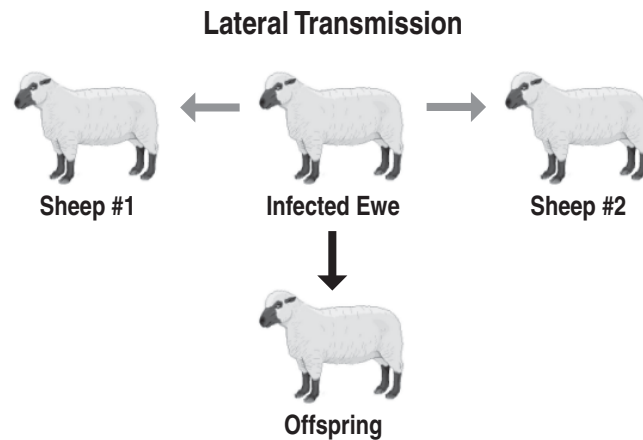 Lateral Transmission
Sheep #1
Infected Ewe
Sheep #2
Offspring